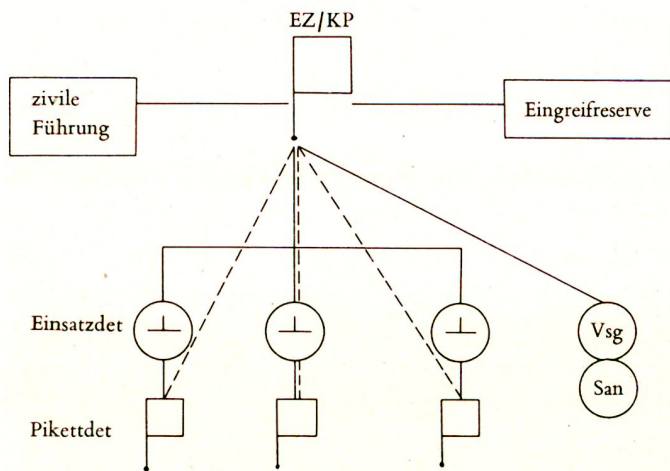 EZ/KP
zivile
Führung
Eingreifreserve
Einsatzdet
Vsg
San
Pikettdet